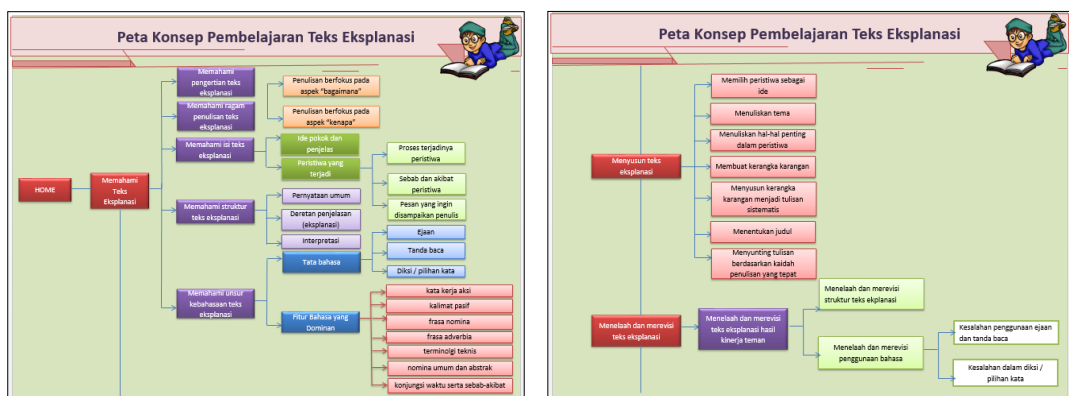 Peta Konsep Pembelajaran Teks Eksplanasi
Memahami
pengertian teks
eksplanasi
Memahami ragam
penulisan teks
eksplanasi
Penulisan berfokus pada
aspek "bagaimana"
Penulisan berfokus pada
aspek "kenapa"
Memahami isi teks
eksplanasi
Ide pokok dan
penjelas
Peristiwa yang
terjadi
Proses terjadinya
peristiwa
Sebab dan akibat
peristiwa
Pesan yang ingin
disampaikan penulis
HOME
Memahami
Teks
Eksplanasi
Memahami struktur
teks eksplanasi
Pernyataan umum
Deretan penjelasan
(eksplanasi)
Interpretasi
Memahami unsur
kebahasaan teks
eksplanasi
Tata bahasa
Ejaan
Tanda baca
Diksi / pilihan kata
Fitur Bahasa yang
Dominan
kata kerja aksi
kalimat pasif
frasa nomina
frasa adverbia
terminolgi teknis
nomina umum dan abstrak
konjungsi waktu serta sebab-akibat
Peta Konsep Pembelajaran Teks Eksplanasi
Menyusun teks
eksplanasi
Memilih peristiwa sebagai
ide
Menuliskan tema
Menuliskan hal-hal penting
dalam peristiwa
Membuat kerangka karangan
Menyusun kerangka
karangan menjadi tulisan
sistematis
Menentukan judul
Menyunting tulisan
berdasarkan kaidah
penulisan yang tepat
Menelaah dan merevisi
teks eksplanasi
Menelaah dan merevisi
teks eksplanasi hasil
kinerja teman
Menelaah dan merevisi
struktur teks ekplanasi
Menelaah dan merevisi
penggunaan bahasa
Kesalahan penggunaan ejaan
dan tanda baca
Kesalahan dalam diksi /
pilihan kata